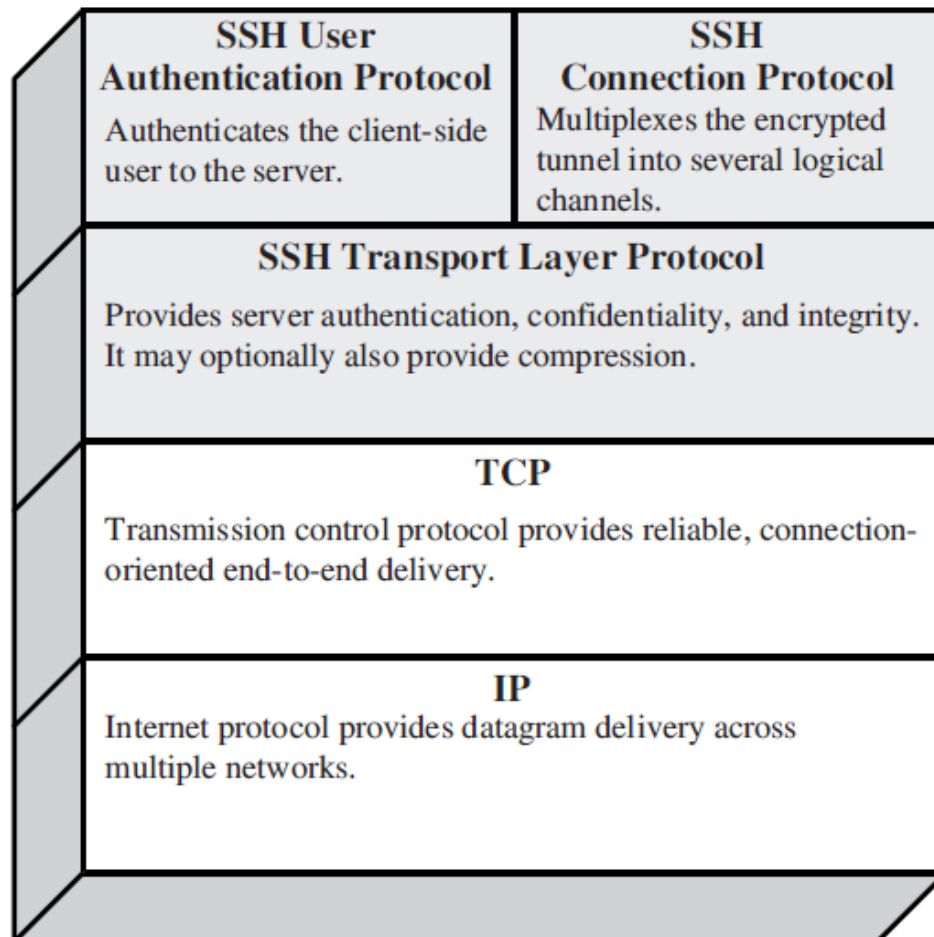 SSH User
Authentication Protocol
Authenticates the client-side
user to the server.
SSH
Connection Protocol
Multiplexes the encrypted
tunnel into several logical
channels.
SSH Transport Layer Protocol
Provides server authentication, confidentiality, and integrity.
It may optionally also provide compression.
TCP
Transmission control protocol provides reliable, connection-
oriented end-to-end delivery.
IP
Internet protocol provides datagram delivery across
multiple networks.